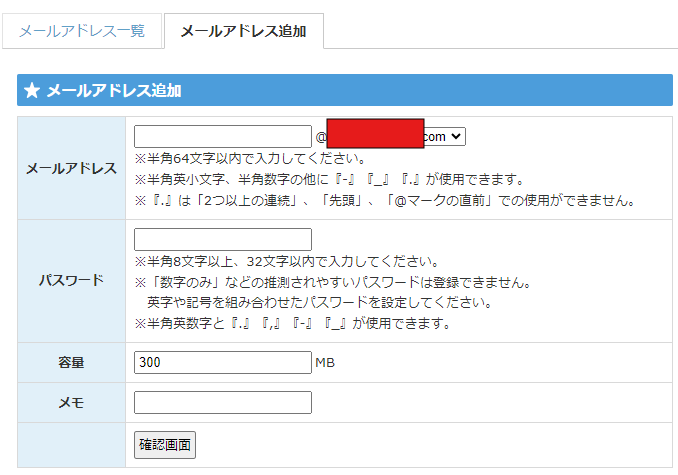 メールアドレス一覧
メールアドレス追加
★ メールアドレス追加
メールアドレス
@ com
※半角64文字以内で入力してください。
※半角英小文字、半角数字の他に『-』『_』『.』が使用できます。
※『.』は「2つ以上の連続」、「先頭」、「@マークの直前」での使用ができません。
パスワード
※半角8文字以上、32文字以内で入力してください。
※「数字のみ」などの推測されやすいパスワードは登録できません。
英字や記号を組み合わせたパスワードを設定してください。
※半角英数字と『.』『,』『-』『_』が使用できます。
容量
300 MB
メモ
確認画面